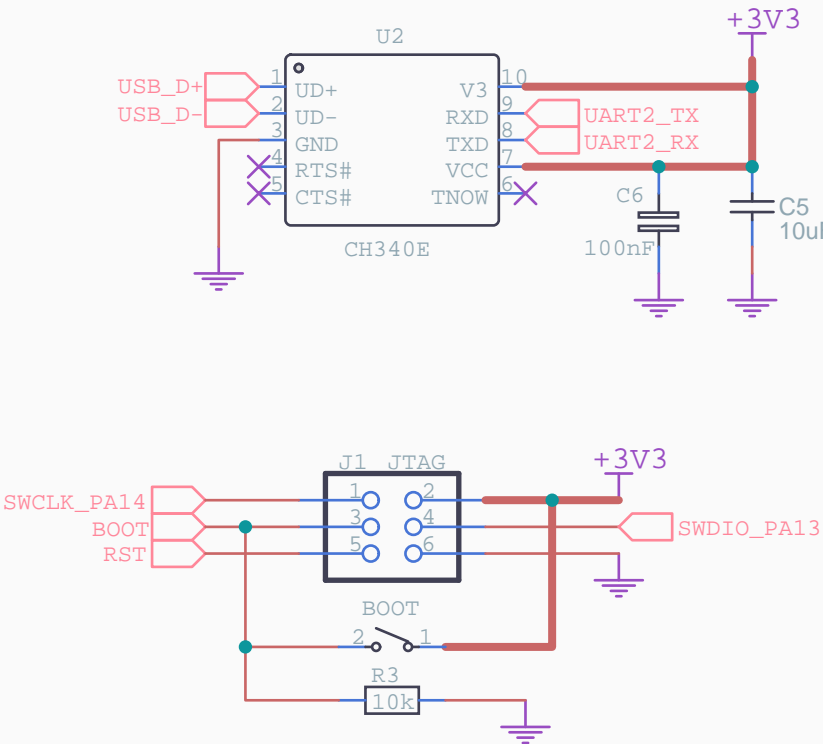 +3V3
U2
USB_D+ 1 UD+ V3 10
USB_D- 2 UD- RXD 9 UART2_TX
3 GND TXD 8 UART2_RX
4 RTS# VCC 7
5 CTS# TNOW 6
C6
C5
100nF
CH340E
+3V3
J1 JTAG
SWCLK_PA14 1 2
BOOT 3 4 SWDIO_PA13
RST 5 6
BOOT
2 1
R3
10k